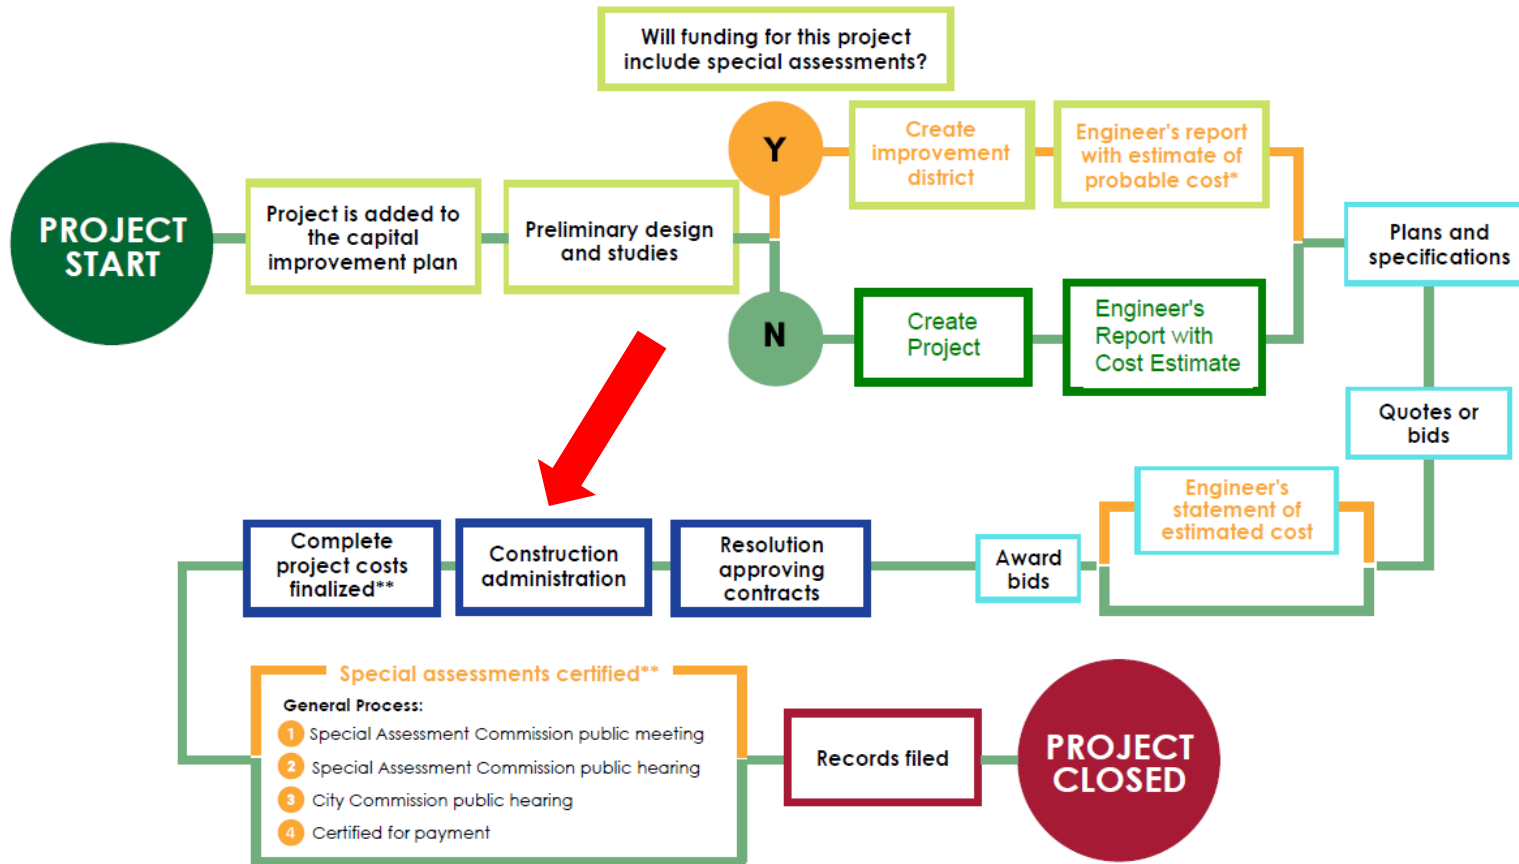 Will funding for this project
include special assessments?
Y
Create
improvement
district
Engineer's report
with estimate of
probable cost*
PROJECT
START
Project is added to
the capital
improvement plan
Preliminary design
and studies
Plans and
specifications
N
Create
Project
Engineer's
Report with
Cost Estimate
Quotes or
bids
Engineer's
statement of
estimated cost
Award
bids
Resolution
approving
contracts
Construction
administration
Complete
project costs
finalized**
Special assessments certified**
General Process:
1 Special Assessment Commission public meeting
2 Special Assessment Commission public hearing
3 City Commission public hearing
4 Certified for payment
Records filed
PROJECT
CLOSED